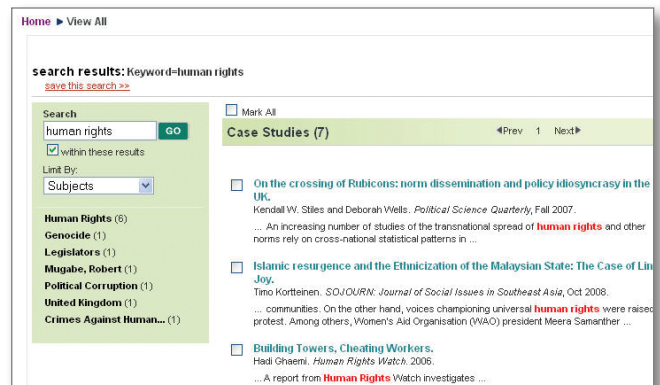 Home ▶ View All
search results: Keyword=human rights
save this search >>
Search
human rights GO
within these results
Limit By:
Subjects
Human Rights (6)
Genocide (1)
Legislators (1)
Mugabe, Robert (1)
Political Corruption (1)
United Kingdom (1)
Crimes Against Human... (1)
Mark All
Case Studies (7) ◀Prev 1 Next▶
On the crossing of Rubicons: norm dissemination and policy idiosyncrasy in the
UK.
Kendall W. Stiles and Deborah Wells. Political Science Quarterly, Fall 2007.
... An increasing number of studies of the transnational spread of human rights and other
norms rely on cross-national statistical patterns in ...
Islamic resurgence and the Ethnicization of the Malaysian State: The Case of Lin
Joy.
Timo Kortteinen. SOJOURN: Journal of Social Issues in Southeast Asia, Oct 2008.
... communities. On the other hand, voices championing universal human rights were raised
protest. Among others, Women's Aid Organisation (WAO) president Meera Samanther ...
Building Towers, Cheating Workers.
Hadi Ghaemi. Human Rights Watch. 2006.
... A report from Human Rights Watch investigates ...